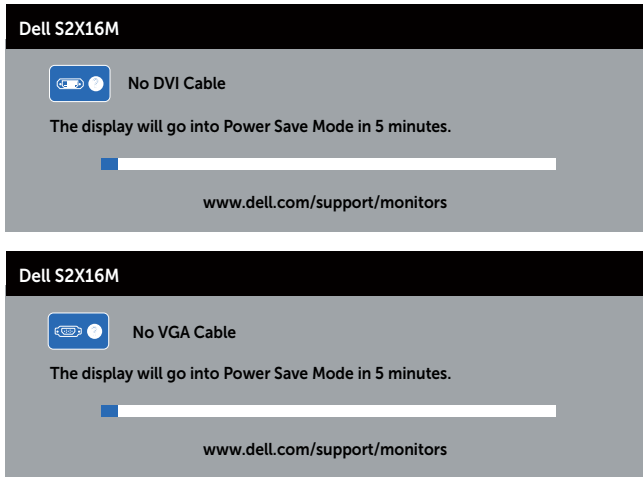 Dell S2X16M
No DVI Cable
The display will go into Power Save Mode in 5 minutes.
www.dell.com/support/monitors
Dell S2X16M
No VGA Cable
The display will go into Power Save Mode in 5 minutes.
www.dell.com/support/monitors